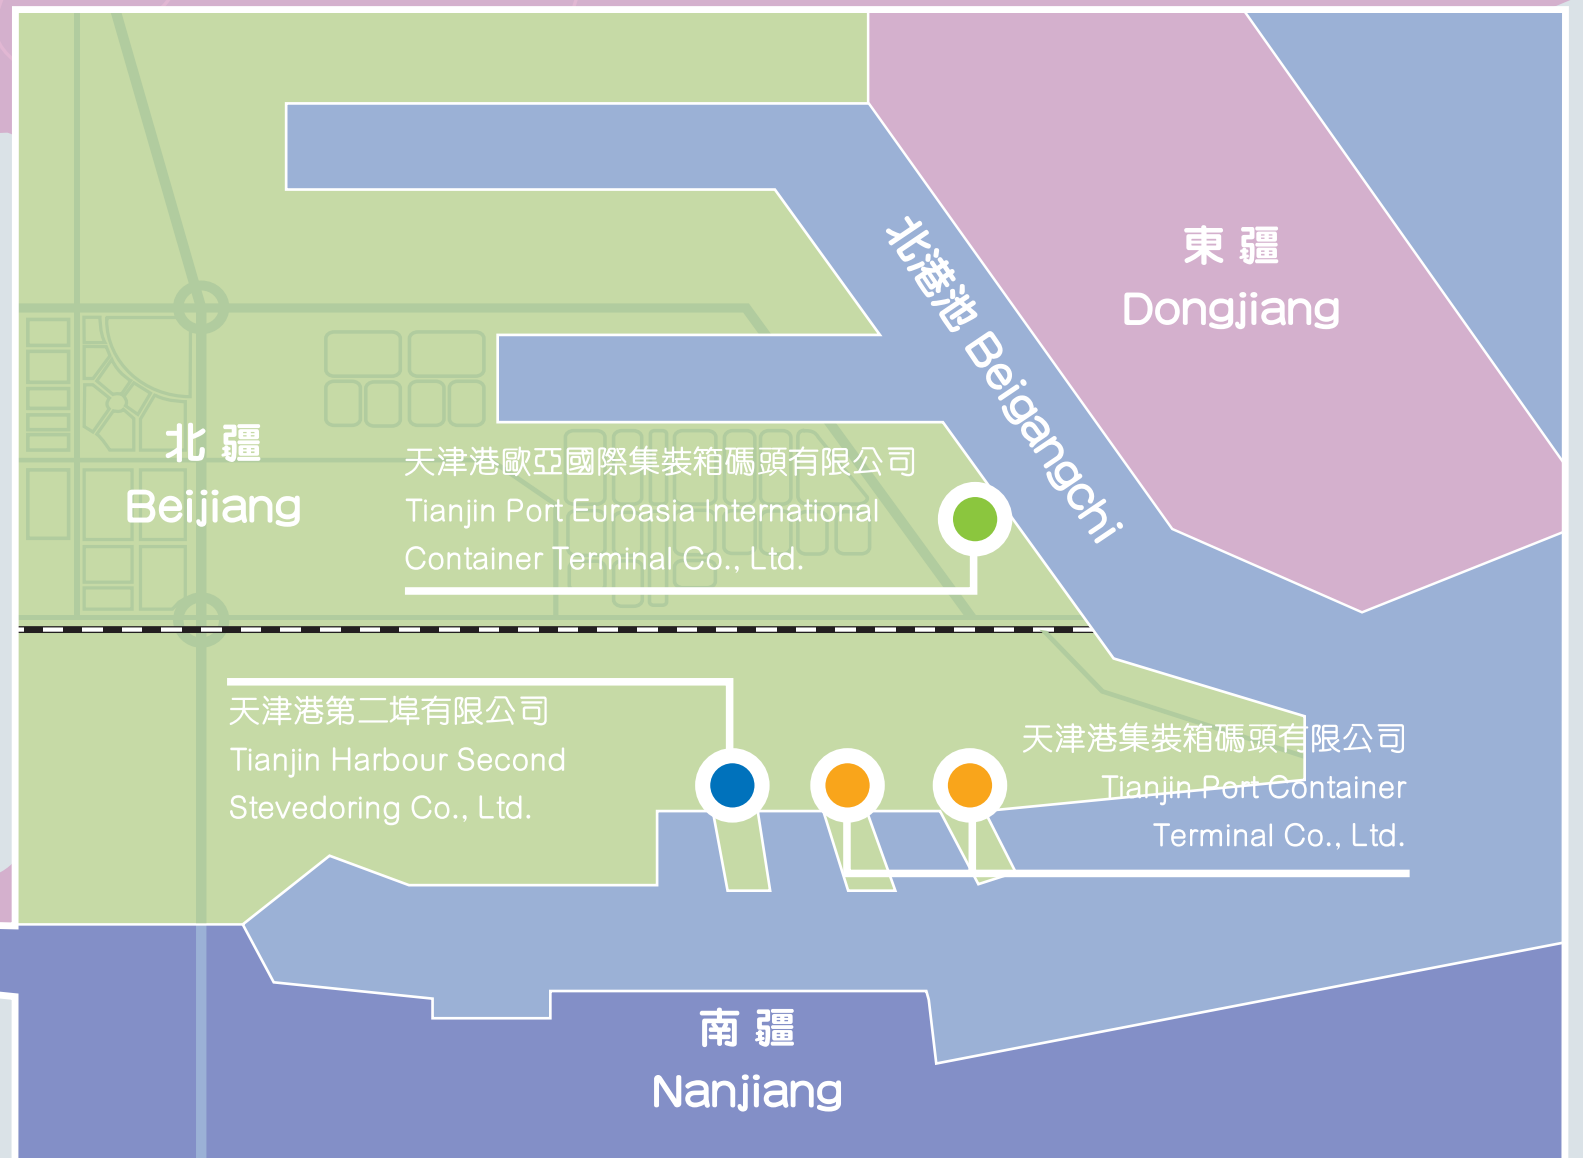 東疆
Dongjiang
北港池 Beigangchi
北疆
Beijiang
天津港歐亞國際集裝箱碼頭有限公司
Tianjin Port Euroasia International
Container Terminal Co., Ltd.
天津港第二埠有限公司
Tianjin Harbour Second
Stevedoring Co., Ltd.
天津港集裝箱碼頭有限公司
Tianjin Port Container
Terminal Co., Ltd.
南疆
Nanjiang